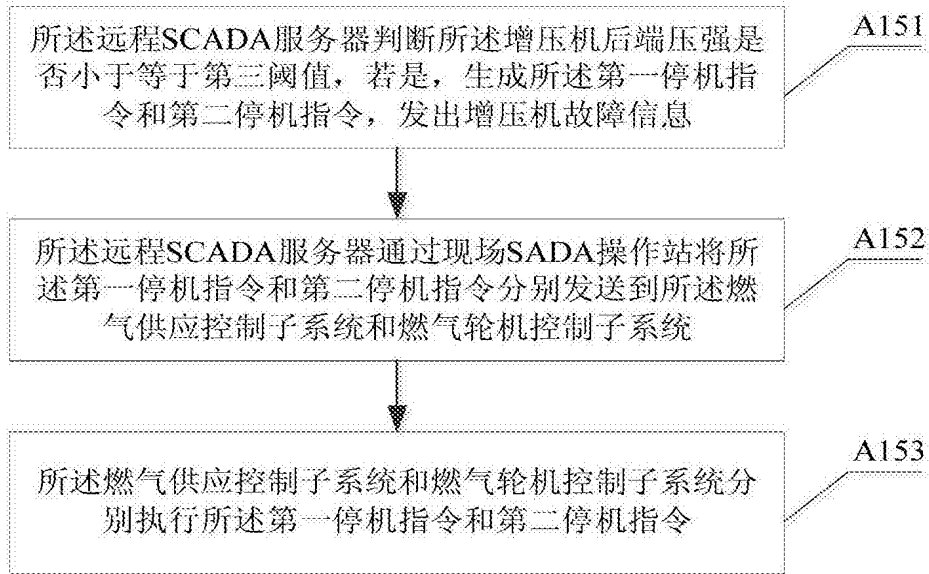 所述远程SCADA服务器判断所述增压机后端压强是
否小于等于第三阈值，若是，生成所述第一停机指
令和第二停机指令，发出增压机故障信息
A151
所述远程SCADA服务器通过现场SADA操作站将所
述第一停机指令和第二停机指令分别发送到所述燃
气供应控制子系统和燃气轮机控制子系统
A152
所述燃气供应控制子系统和燃气轮机控制子系统分
别执行所述第一停机指令和第二停机指令
A153